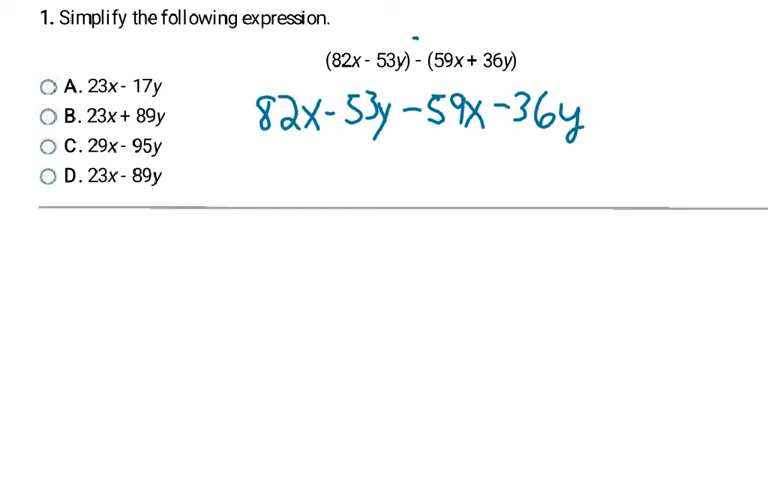 1. Simplify the following expression.
(82x - 53y) - (59x + 36y)
A. 23x - 17y
B. 23x + 89y
C. 29x - 95y
D. 23x - 89y
82x - 53y - 59x - 36y